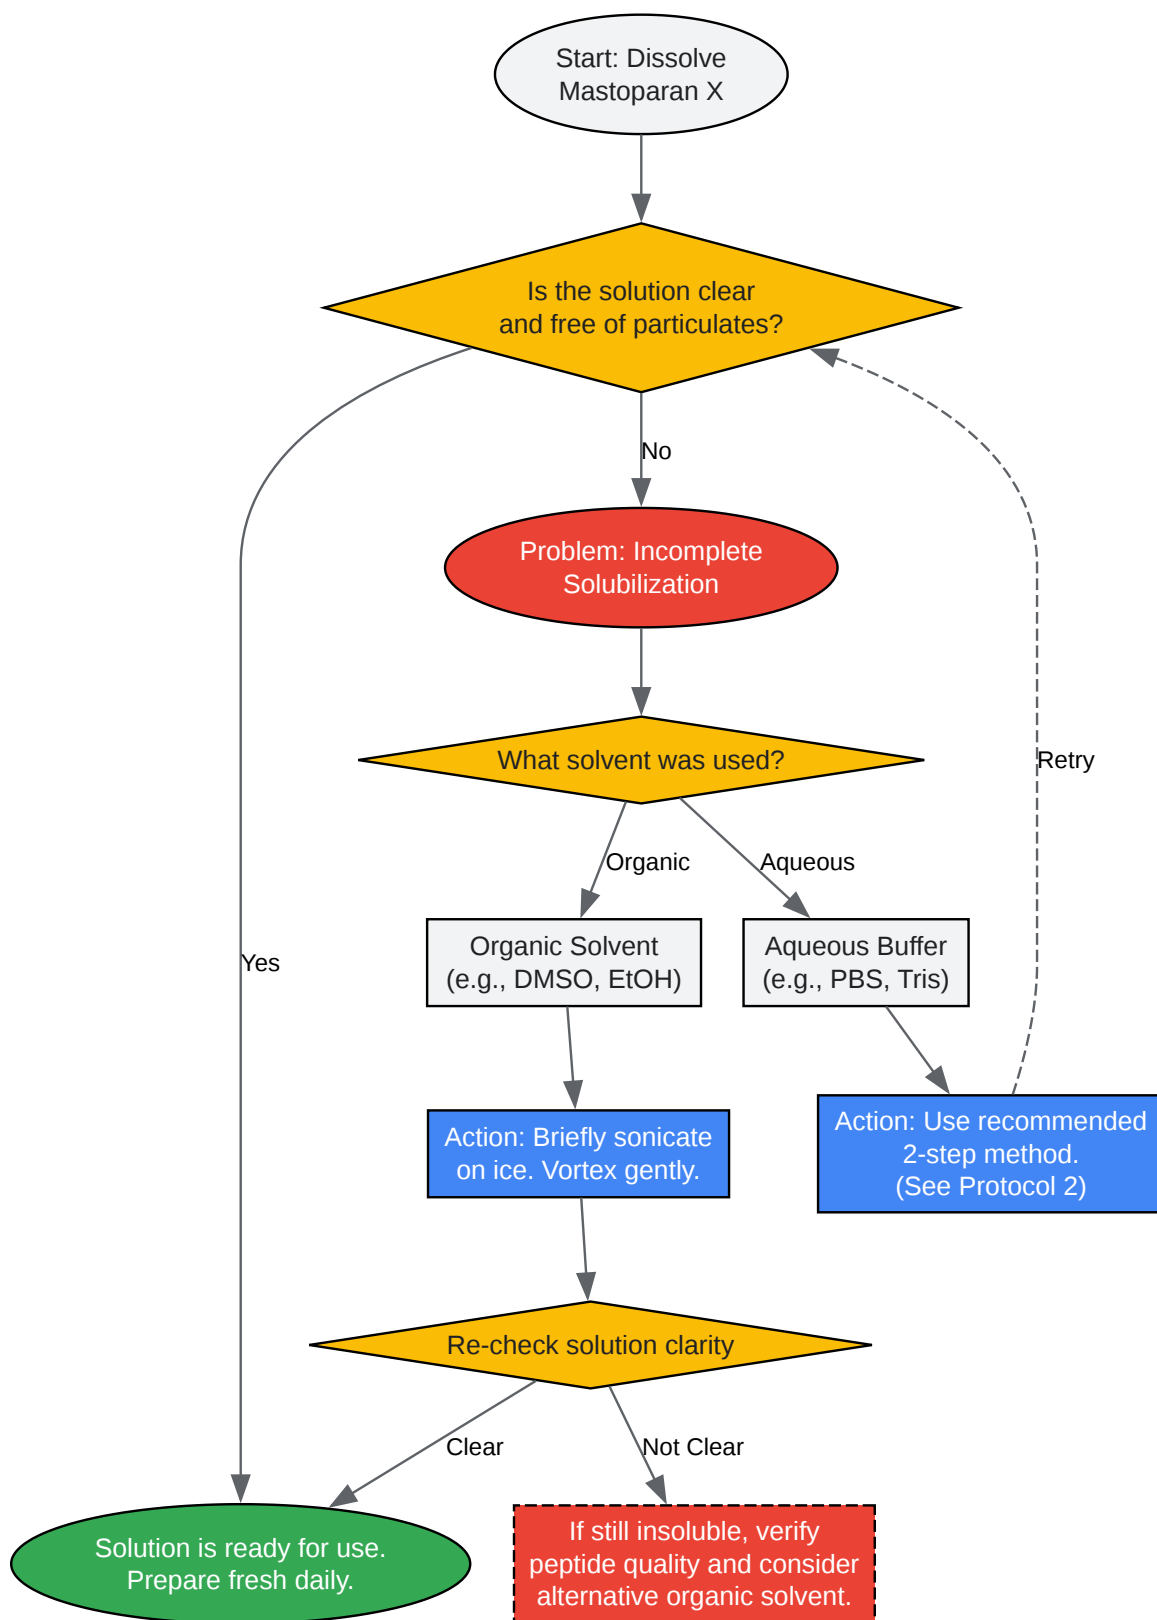 Start: Dissolve
Mastoparan X
Is the solution clear
and free of particulates?
No
Problem: Incomplete
Solubilization
What solvent was used?
Retry
Organic
Aqueous
Organic Solvent
(e.g., DMSO, EtOH)
Aqueous Buffer
(e.g., PBS, Tris)
Yes
Action: Briefly sonicate
on ice. Vortex gently.
Action: Use recommended
2-step method.
(See Protocol 2)
Re-check solution clarity
Clear
Not Clear
Solution is ready for use.
Prepare fresh daily.
If still insoluble, verify
peptide quality and consider
alternative organic solvent.